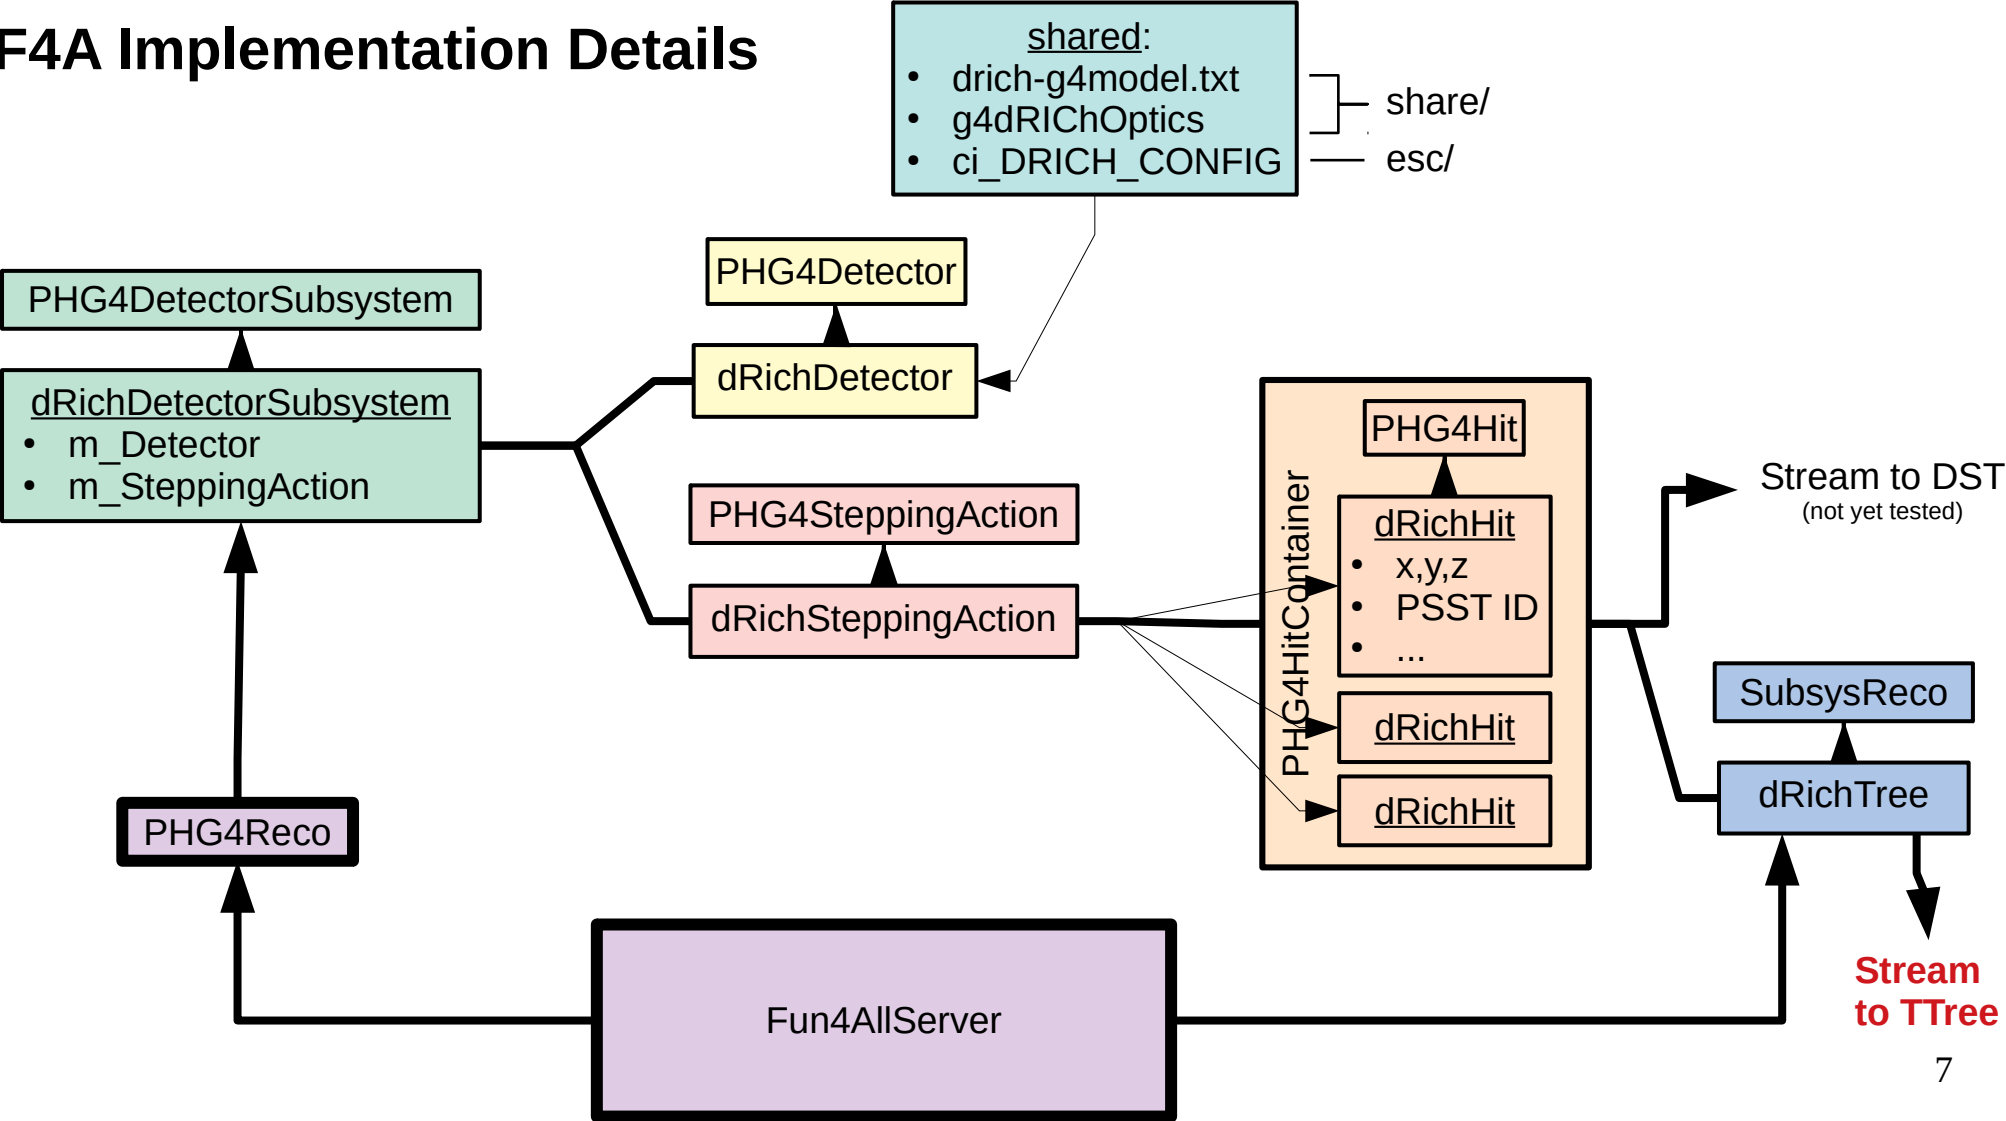 F4A Implementation Details
shared:
• drich-g4model.txt
• g4dRIChOptics
• ci_DRICH_CONFIG
share/
esc/
PHG4DetectorSubsystem
dRichDetectorSubsystem
• m_Detector
• m_SteppingAction
PHG4Detector
dRichDetector
PHG4SteppingAction
dRichSteppingAction
PHG4HitContainer
PHG4Hit
dRichHit
• x,y,z
• PSST ID
• ...
dRichHit
dRichHit
Stream to DST
(not yet tested)
SubsysReco
dRichTree
Stream
to TTree
PHG4Reco
Fun4AllServer
7